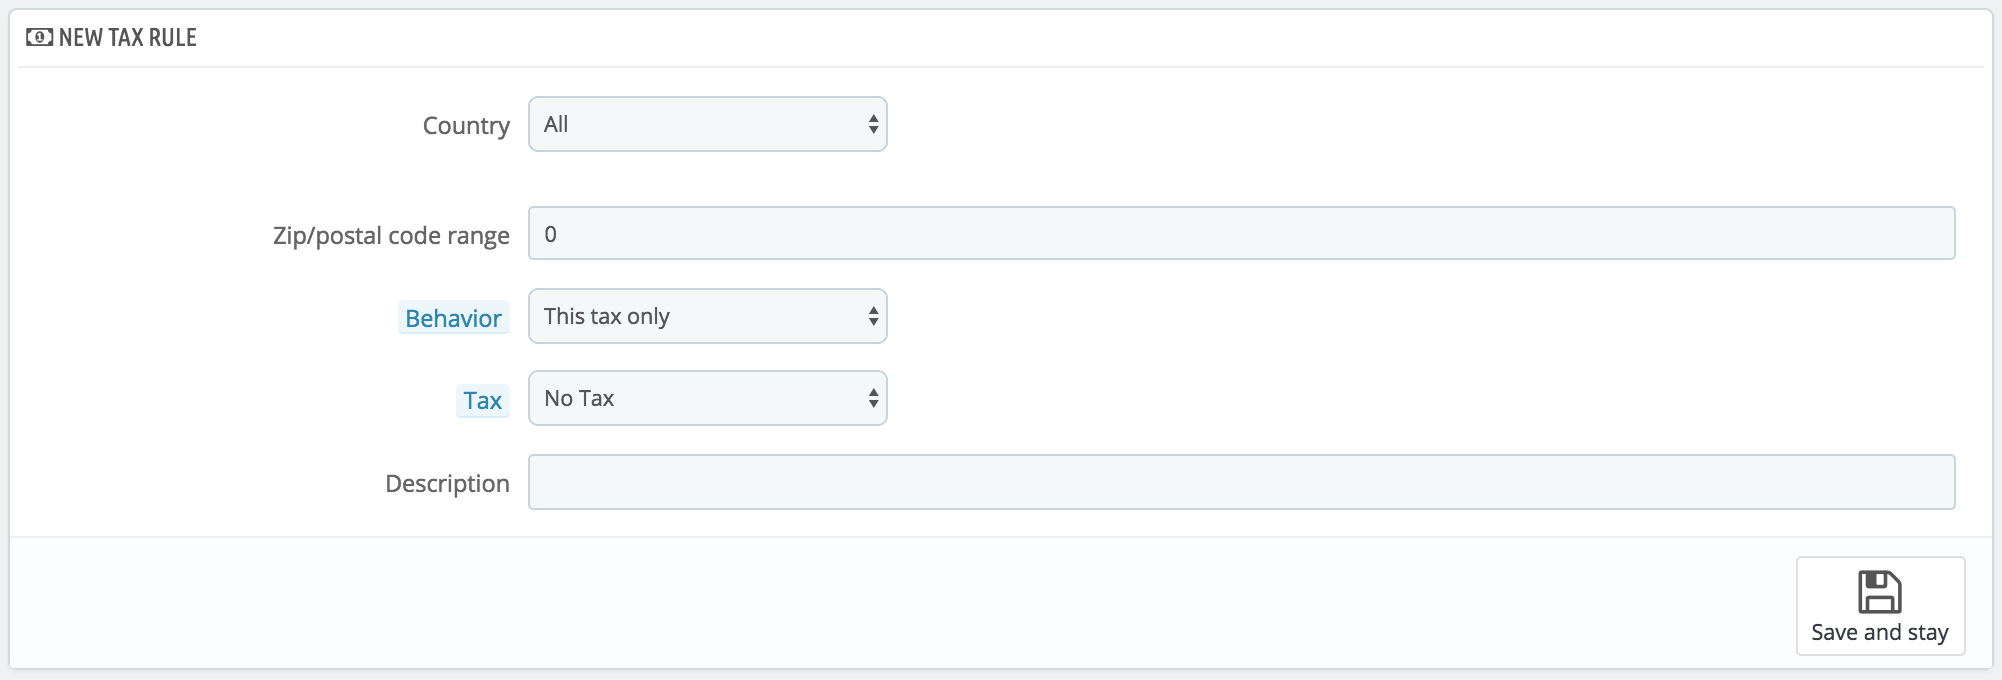 NEW TAX RULE
Country All
Zip/postal code range 0
Behavior This tax only
Tax No Tax
Description
Save and stay